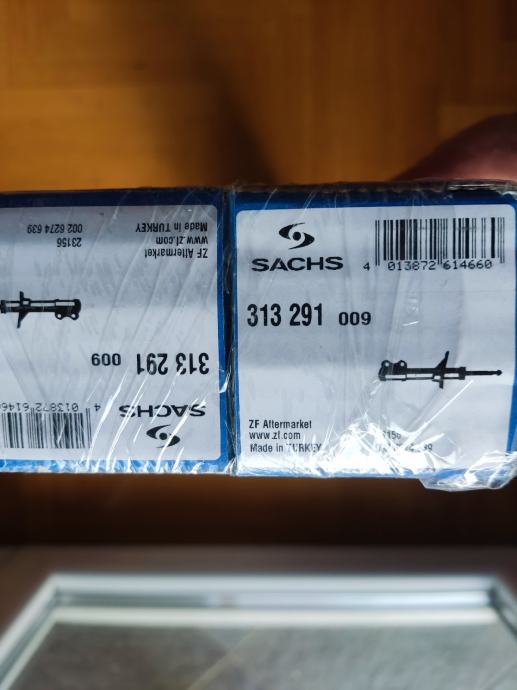 SACHS
4 013872 614660
313 291 009
ZF Aftermarket
www.zf.com
Made in TURKEY
SACHS
313 291 009
ZF Aftermarket
www.zf.com
Made in TURKEY
23156
002 6274 639